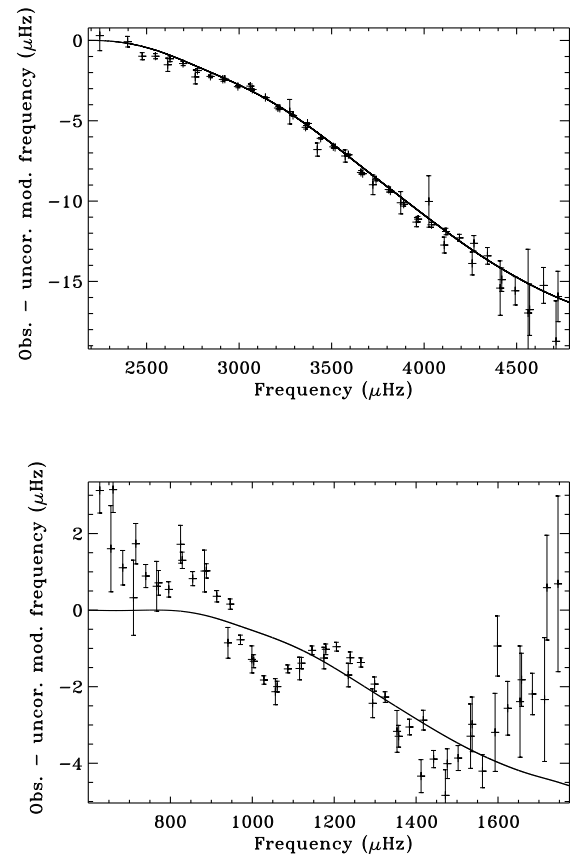 Obs. − uncor. mod. frequency (μHz)
0
−5
−10
−15
2500 3000 3500 4000 4500
Frequency (μHz)
Obs. − uncor. mod. frequency (μHz)
2
0
−2
−4
800 1000 1200 1400 1600
Frequency (μHz)